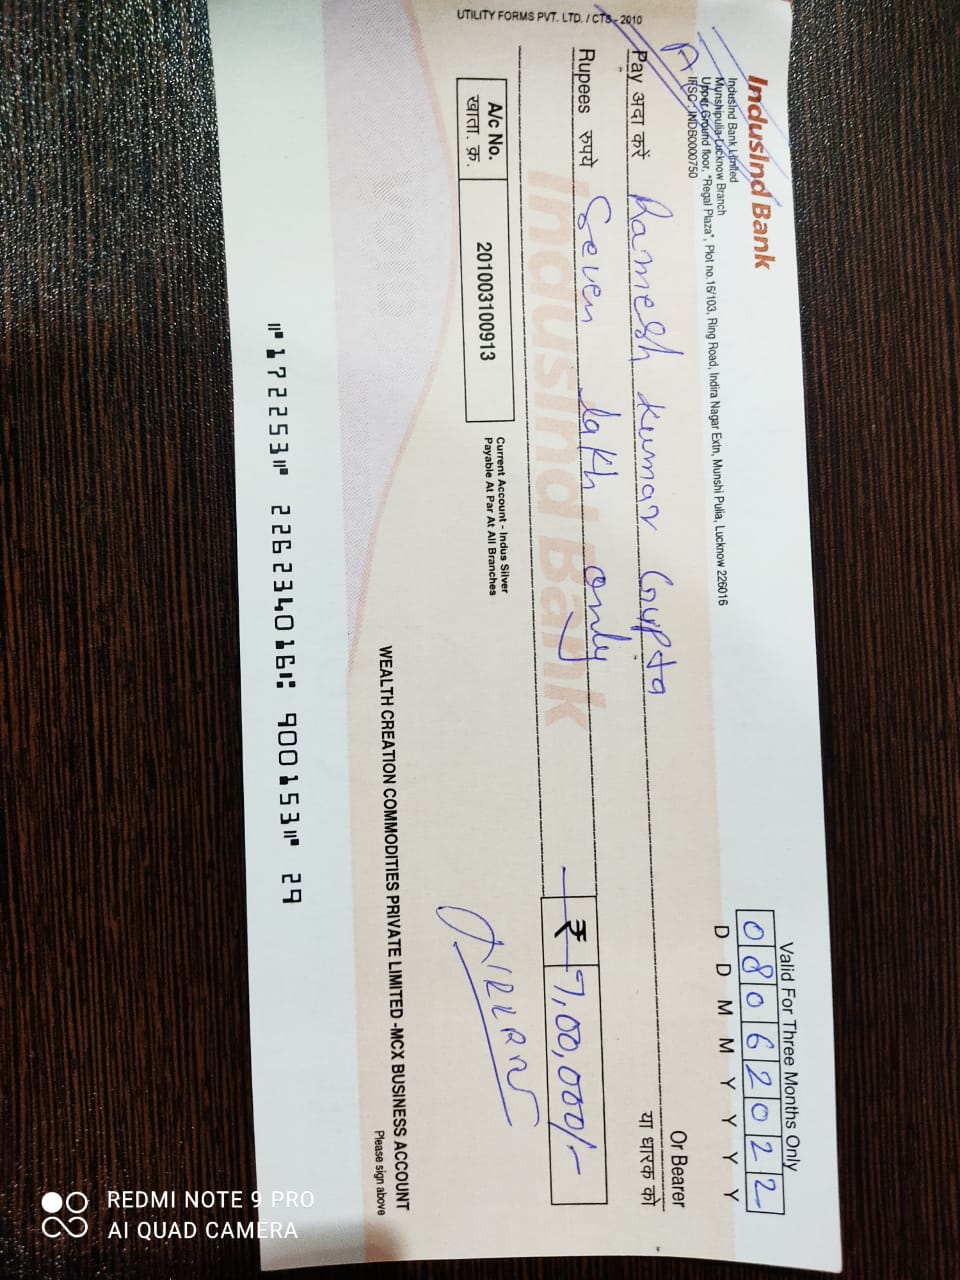 IndusInd Bank
IndusInd Bank Limited
Munshipulia-Lucknow Branch
Upper Ground floor, "Regal Plaza", Plot no.16/103, Ring Road, Indira Nagar Extn, Munshi Pulia, Lucknow 226016
IFSC : INDB0000750
Valid For Three Months Only
0 8 0 6 2 0 2 2
D D M M Y Y Y Y
Pay अदा करें Ramesh Kumar Gupta
Or Bearer
या धारक को
Rupees रुपये Seven lakh only
₹ 7,00,000/-
IndusInd Bank
A/c No.
खाता. क्र.
201003100913
Current Account - Indus Silver
Payable At Par At All Branches
VOID
WEALTH CREATION COMMODITIES PRIVATE LIMITED -MCX BUSINESS ACCOUNT
Please sign above
UTILITY FORMS PVT. LTD. / CTS - 2010
⑈172253⑈ 226234016⑆ 900153⑈ 29
REDMI NOTE 9 PRO
AI QUAD CAMERA